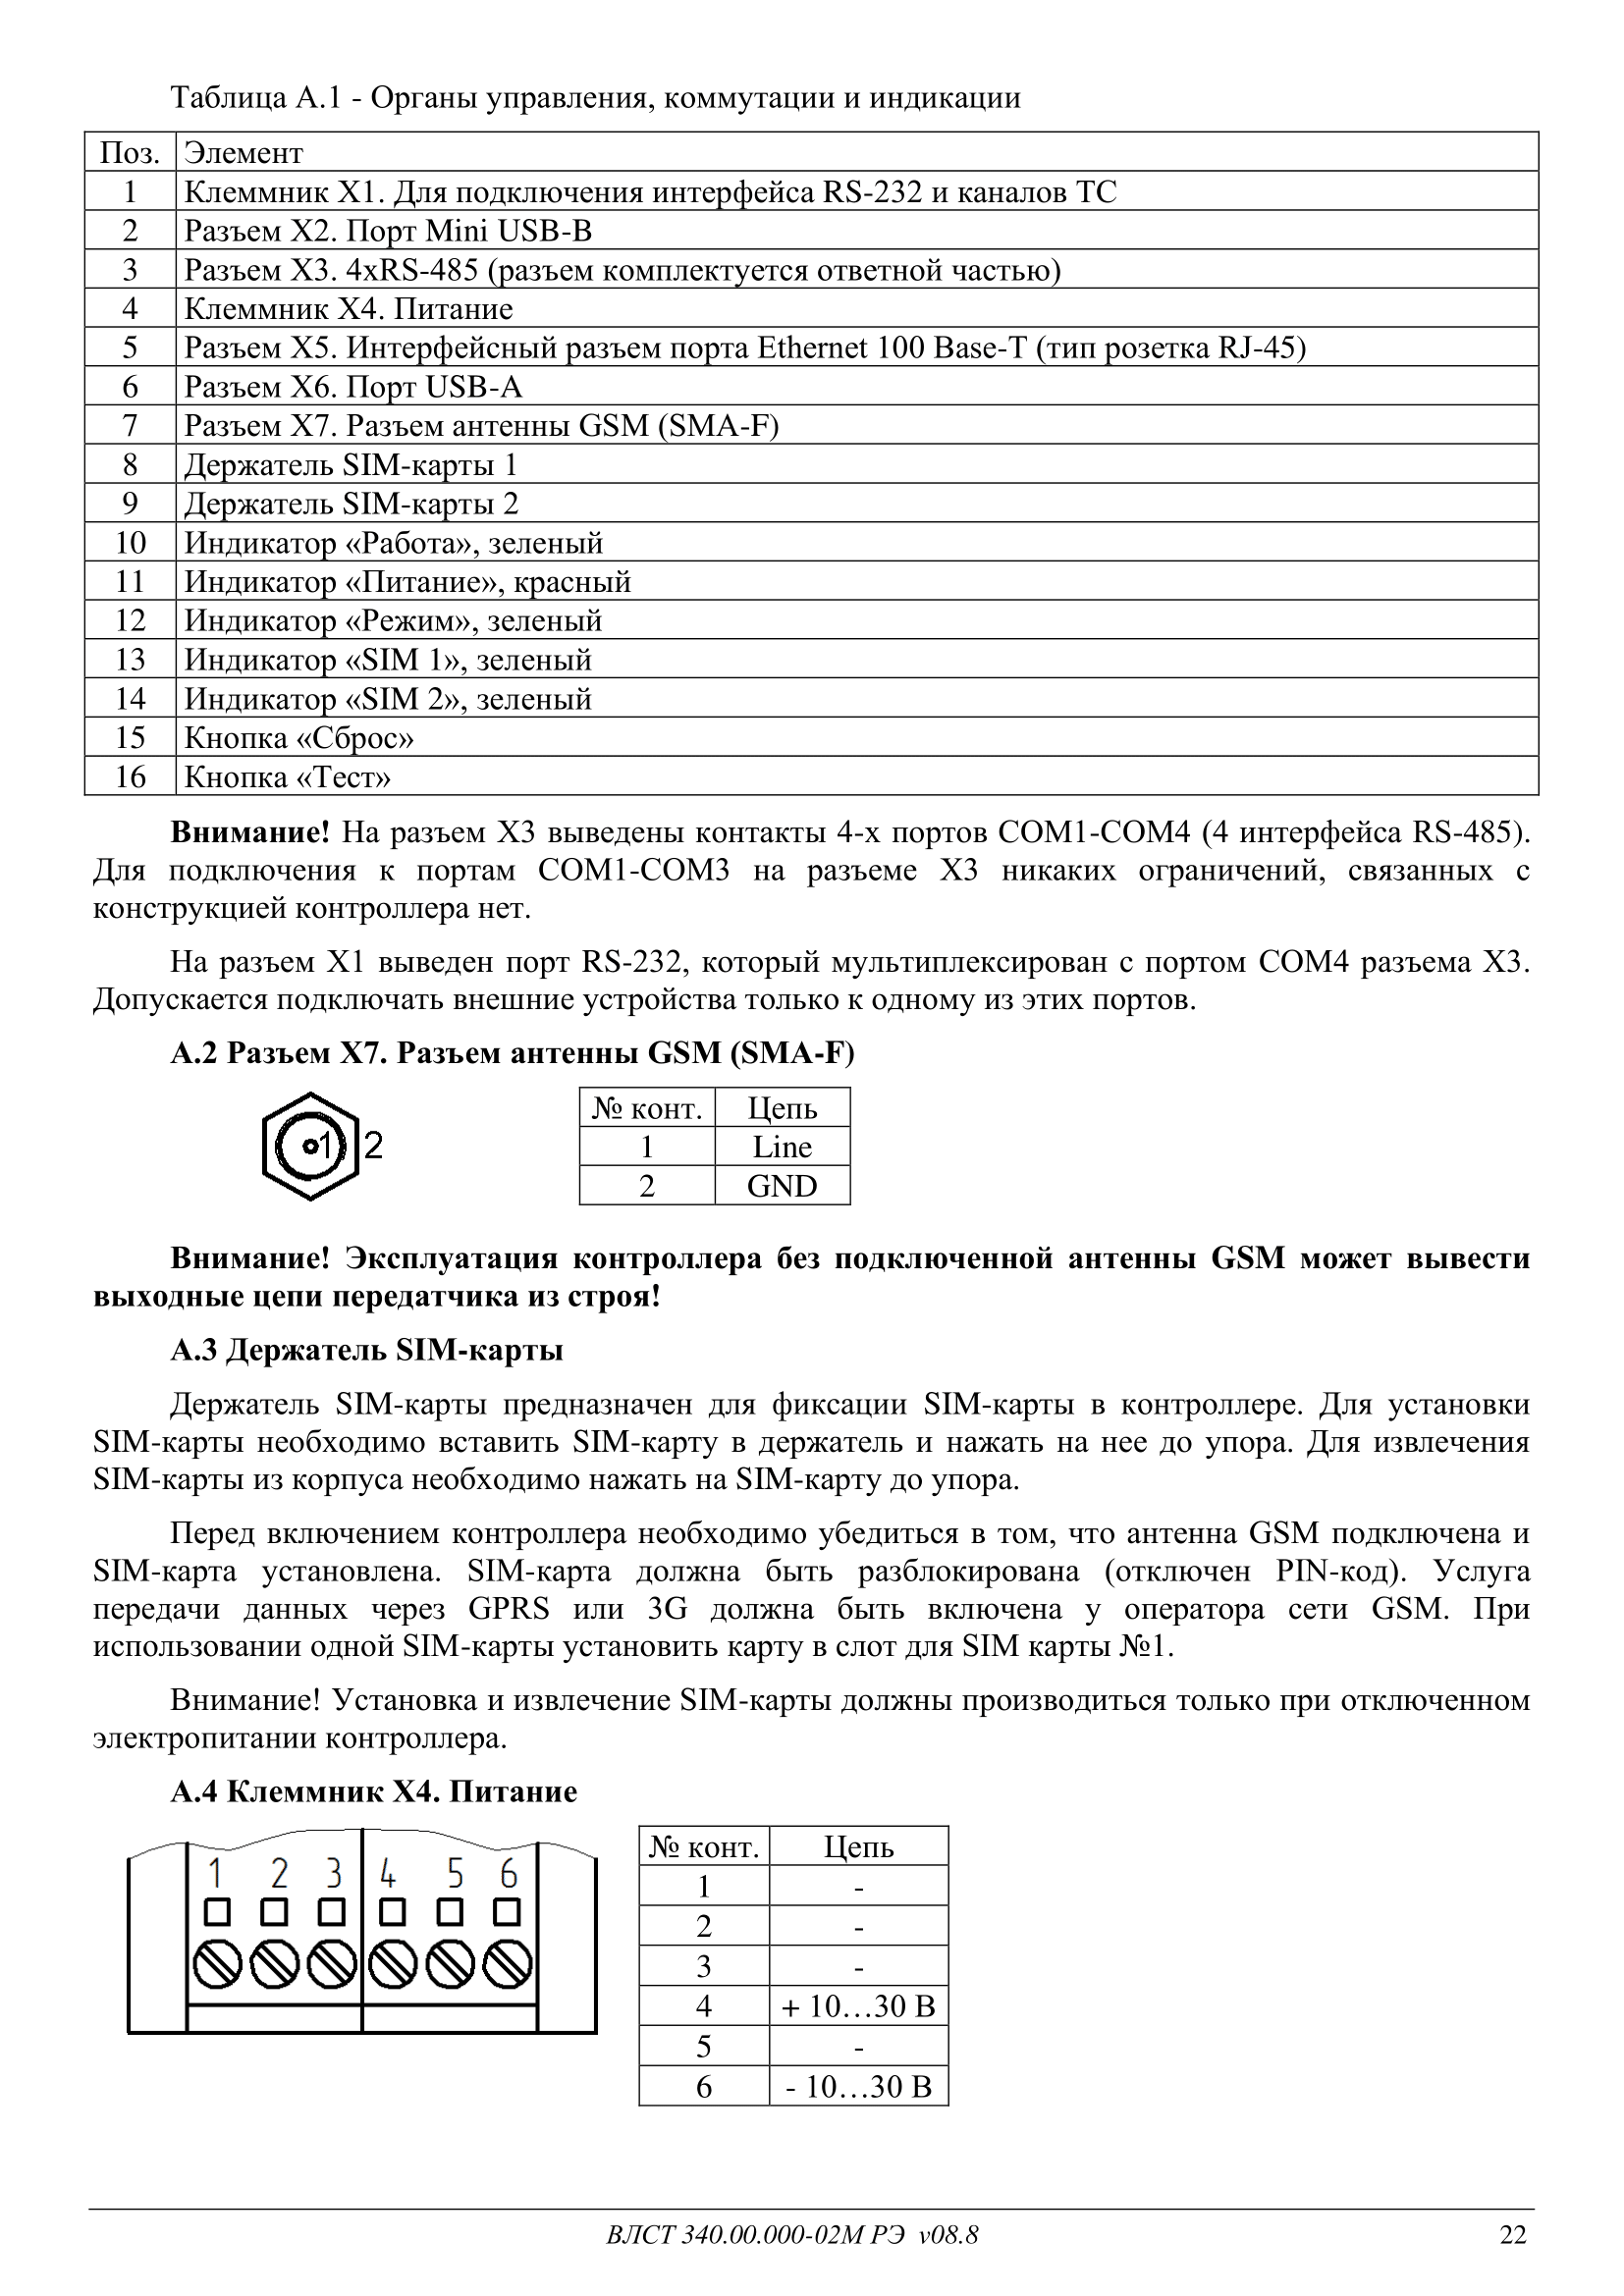 Таблица А.1 - Органы управления, коммутации и индикации
Поз. Элемент
1 Клеммник X1. Для подключения интерфейса RS-232 и каналов ТС
2 Разъем X2. Порт Mini USB-B
3 Разъем X3. 4xRS-485 (разъем комплектуется ответной частью)
4 Клеммник X4. Питание
5 Разъем X5. Интерфейсный разъем порта Ethernet 100 Base-T (тип розетка RJ-45)
6 Разъем X6. Порт USB-A
7 Разъем X7. Разъем антенны GSM (SMA-F)
8 Держатель SIM-карты 1
9 Держатель SIM-карты 2
10 Индикатор «Работа», зеленый
11 Индикатор «Питание», красный
12 Индикатор «Режим», зеленый
13 Индикатор «SIM 1», зеленый
14 Индикатор «SIM 2», зеленый
15 Кнопка «Сброс»
16 Кнопка «Тест»
Внимание! На разъем X3 выведены контакты 4-х портов COM1-COM4 (4 интерфейса RS-485).
Для подключения к портам COM1-COM3 на разъеме X3 никаких ограничений, связанных с
конструкцией контроллера нет.
На разъем X1 выведен порт RS-232, который мультиплексирован с портом COM4 разъема X3.
Допускается подключать внешние устройства только к одному из этих портов.
А.2 Разъем X7. Разъем антенны GSM (SMA-F)
1 2
№ конт. Цепь
1 Line
2 GND
Внимание! Эксплуатация контроллера без подключенной антенны GSM может вывести
выходные цепи передатчика из строя!
А.3 Держатель SIM-карты
Держатель SIM-карты предназначен для фиксации SIM-карты в контроллере. Для установки
SIM-карты необходимо вставить SIM-карту в держатель и нажать на нее до упора. Для извлечения
SIM-карты из корпуса необходимо нажать на SIM-карту до упора.
Перед включением контроллера необходимо убедиться в том, что антенна GSM подключена и
SIM-карта установлена. SIM-карта должна быть разблокирована (отключен PIN-код). Услуга
передачи данных через GPRS или 3G должна быть включена у оператора сети GSM. При
использовании одной SIM-карты установить карту в слот для SIM карты №1.
Внимание! Установка и извлечение SIM-карты должны производиться только при отключенном
электропитании контроллера.
А.4 Клеммник X4. Питание
1 2 3 4 5 6
№ конт. Цепь
1 -
2 -
3 -
4 + 10…30 В
5 -
6 - 10…30 В
ВЛСТ 340.00.000-02М РЭ v08.8
22